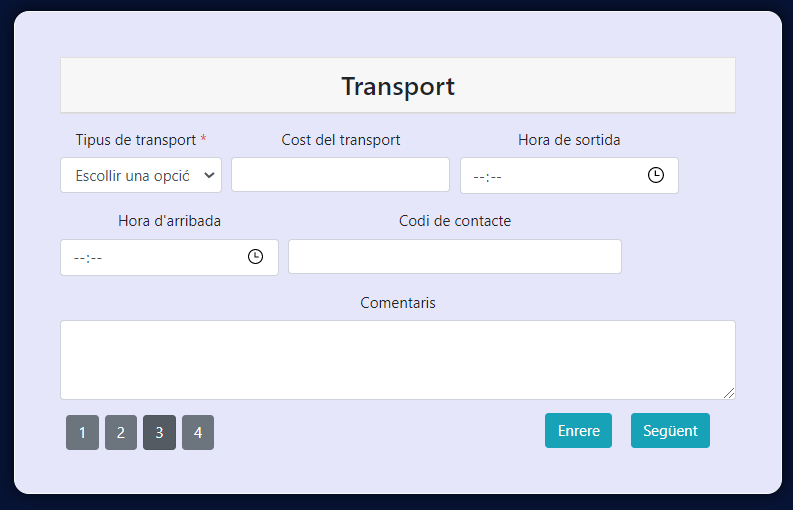 Transport
Tipus de transport * Cost del transport Hora de sortida
Escollir una opció --:--
Hora d'arribada Codi de contacte
--:--
Comentaris
1 2 3 4 Enrere Següent